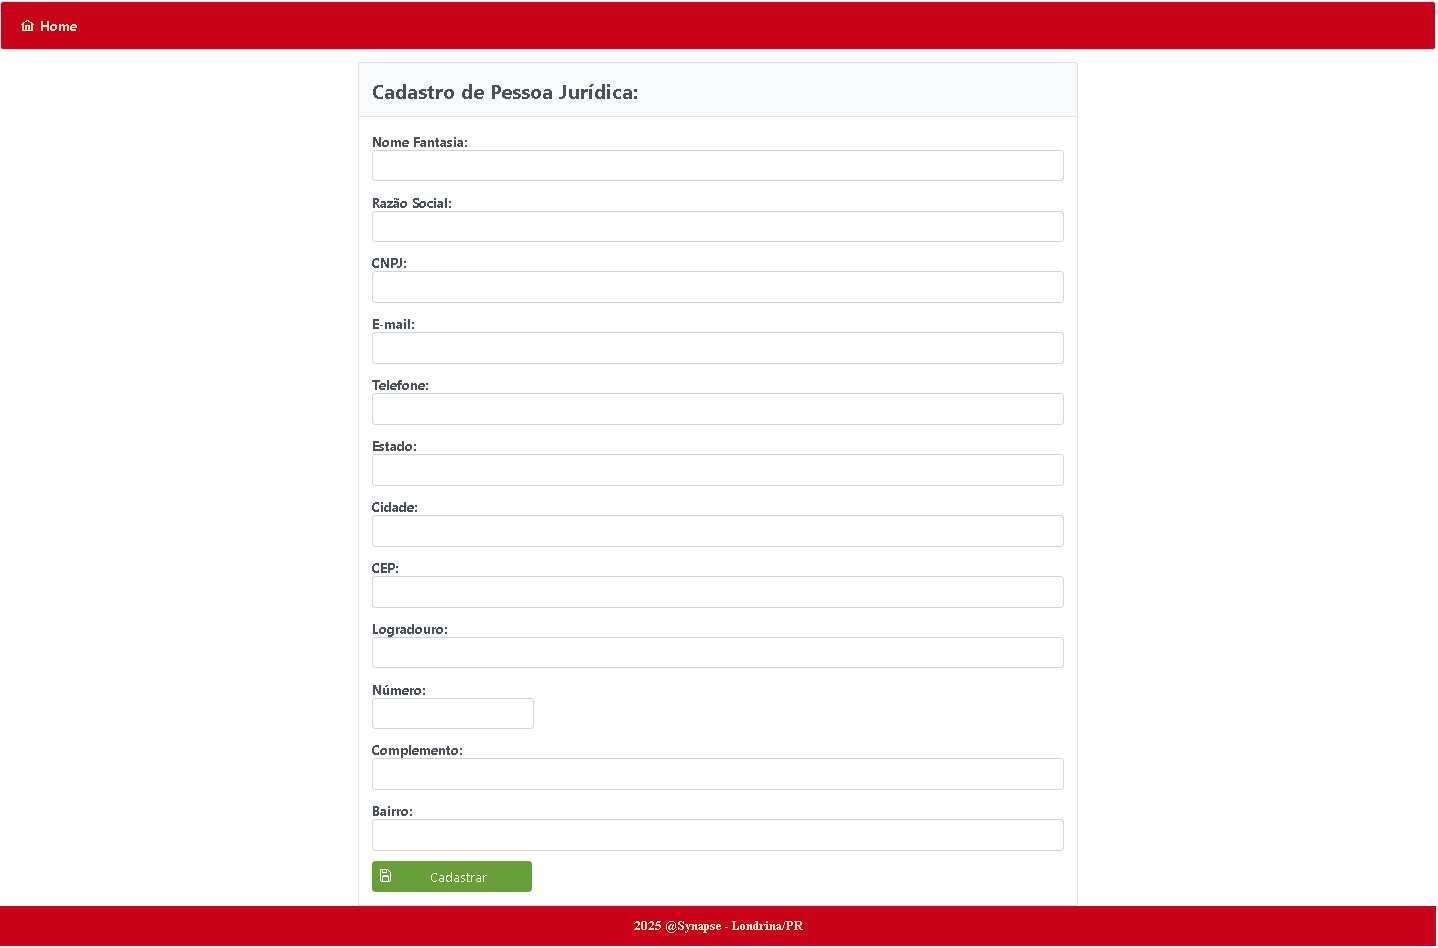 Home
Cadastro de Pessoa Jurídica:
Nome Fantasia:
Razão Social:
CNPJ:
E-mail:
Telefone:
Estado:
Cidade:
CEP:
Logradouro:
Número:
Complemento:
Bairro:
Cadastrar
2025 @Synapse - Londrina/PR